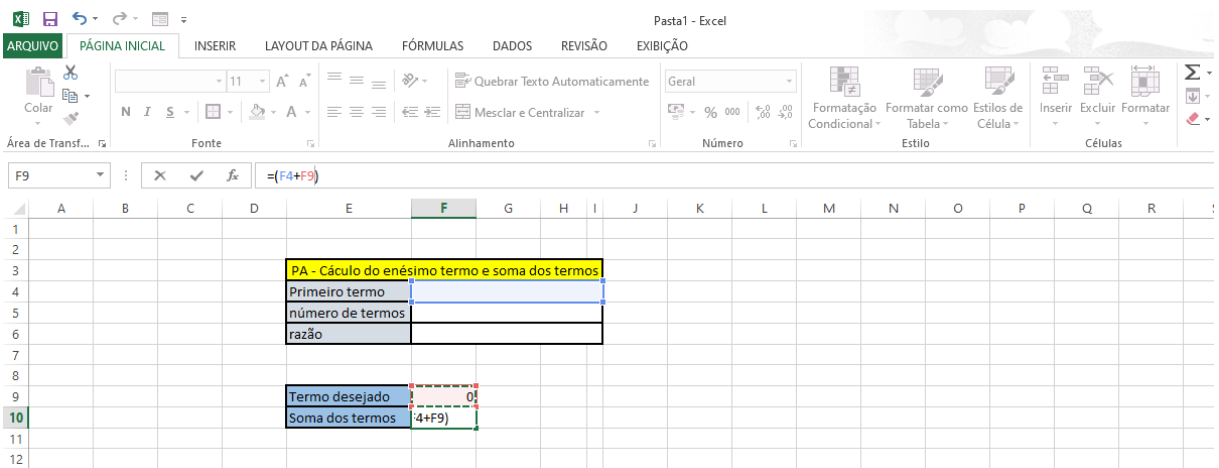 Pasta1 - Excel
ARQUIVO PÁGINA INICIAL INSERIR LAYOUT DA PÁGINA FÓRMULAS DADOS REVISÃO EXIBIÇÃO
11 A A Quebrar Texto Automaticamente Geral
Colar N I S A Mesclar e Centralizar % 000 Formatação Condicional Formatar como Tabela Estilos de Célula Inserir Excluir Formatar
Área de Transf... Fonte Alinhamento Número Estilo Células
F9 fx =(F4+F9)
A B C D E F G H I J K L M N O P Q R
1
2
3 PA - Cáculo do enésimo termo e soma dos termos
4 Primeiro termo
5 número de termos
6 razão
7
8
9 Termo desejado 0
10 Soma dos termos 4+F9)
11
12